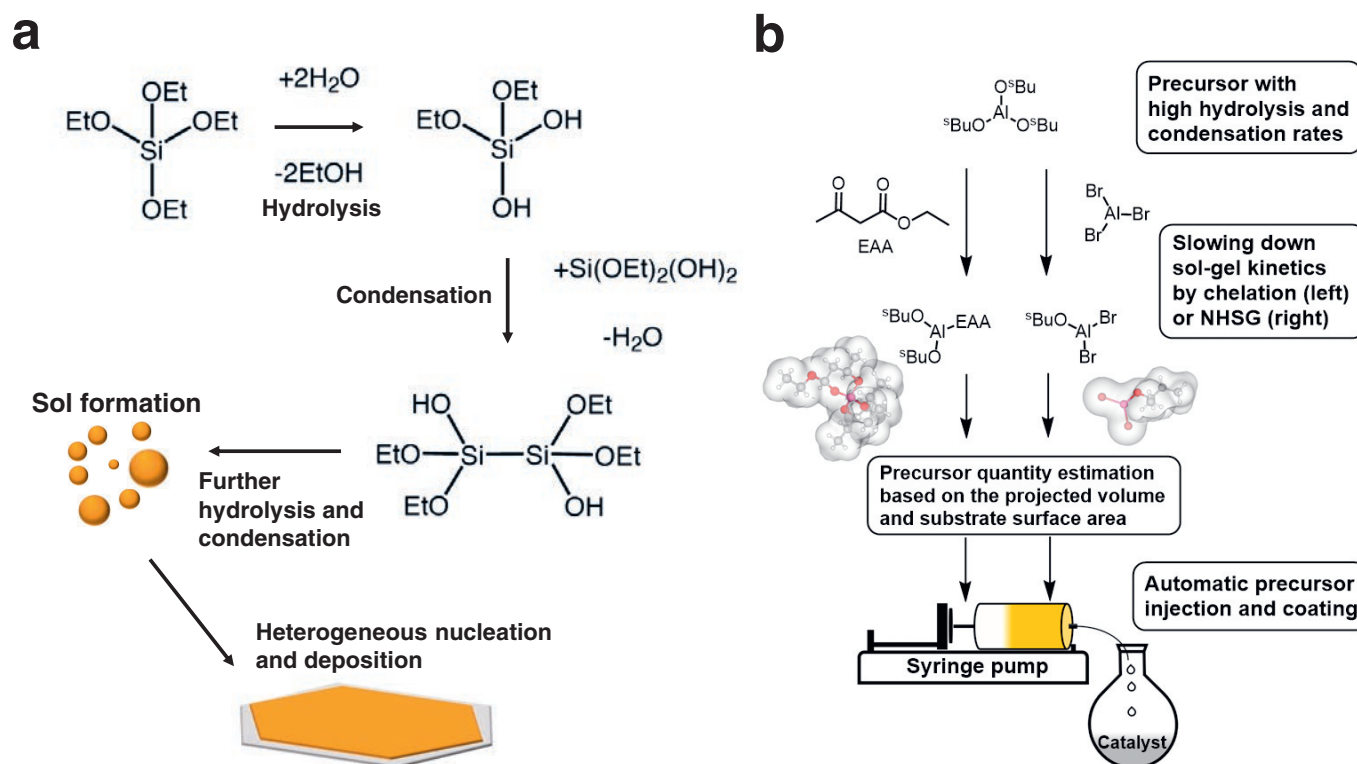 a
OEt
EtO
OEt
Si
OEt
+2H₂O
-2EtOH
Hydrolysis
OEt
EtO
OH
Si
OH
Condensation
+Si(OEt)₂(OH)₂
-H₂O
HO
OEt
EtO
Si
Si
OEt
EtO
OH
Sol formation
Further
hydrolysis and
condensation
Heterogeneous nucleation
and deposition
b
OˢBu
Al
ˢBuO
OˢBu
Precursor with
high hydrolysis and
condensation rates
O
O
O
EAA
Br
Al
Br
Br
Slowing down
sol-gel kinetics
by chelation (left)
or NHSG (right)
ˢBuO
Al
EAA
ˢBuO
ˢBuO
Al
Br
Br
Precursor quantity estimation
based on the projected volume
and substrate surface area
Automatic precursor
injection and coating
Syringe pump
Catalyst